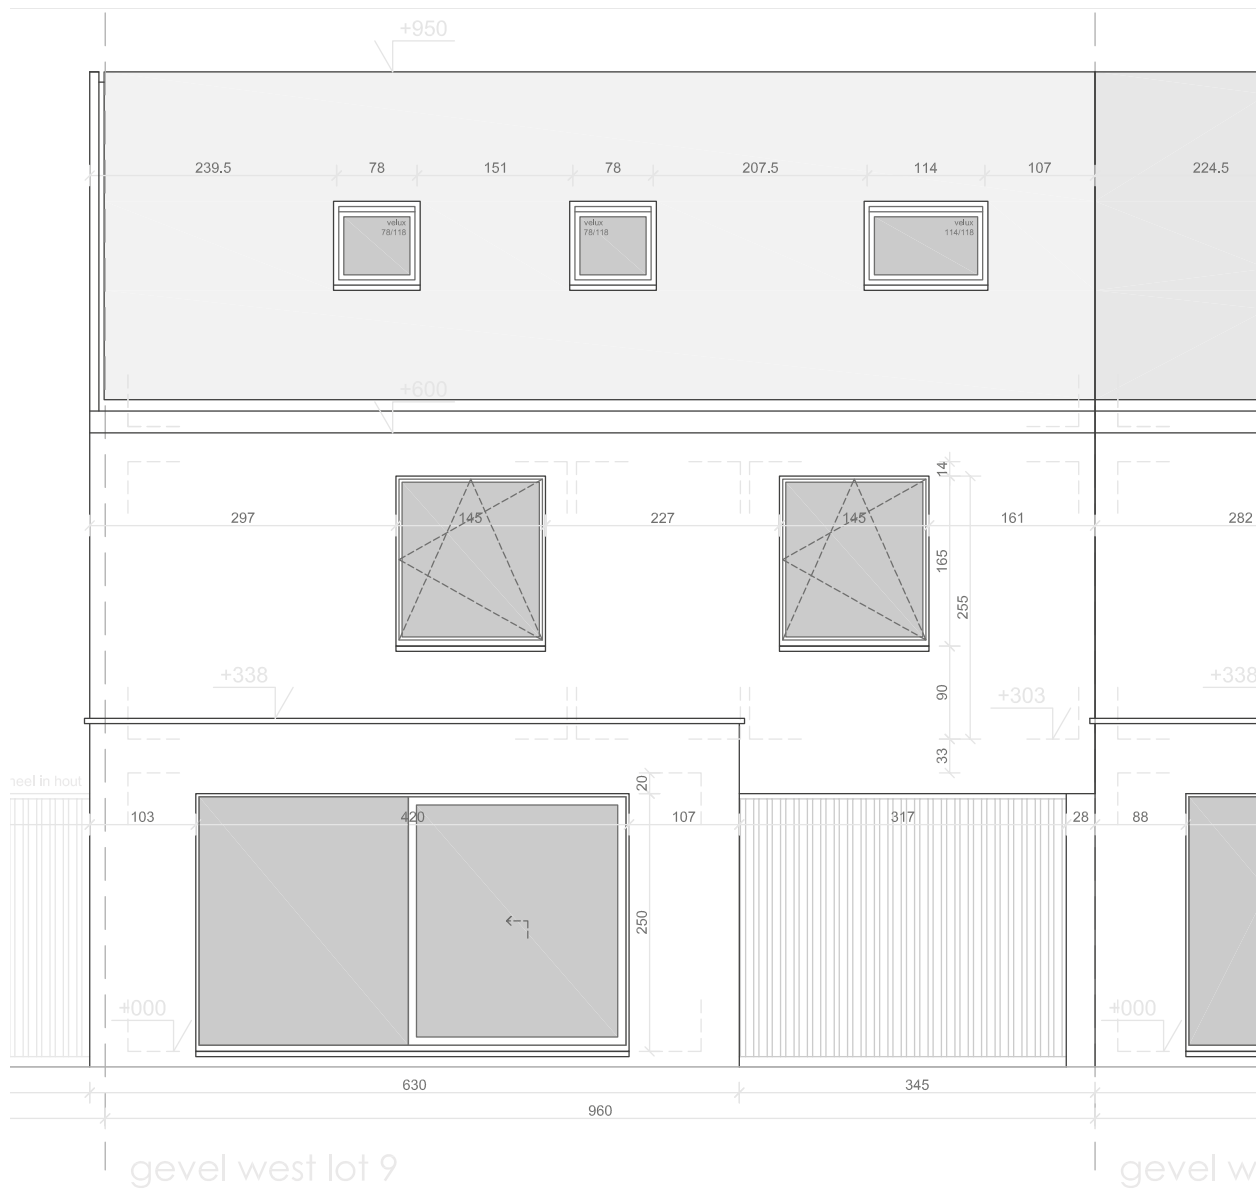 +950
239.5 78 151 78 207.5 114 107 224.5
velux
78/118
velux
78/118
velux
114/118
+600
14
297 145 227 145 161 282
165
255
+338
90
+303
+338
33
heel in hout
20
103 420 107 317 28 88
250
+000
+000
630 345
960
gevel west lot 9
gevel w